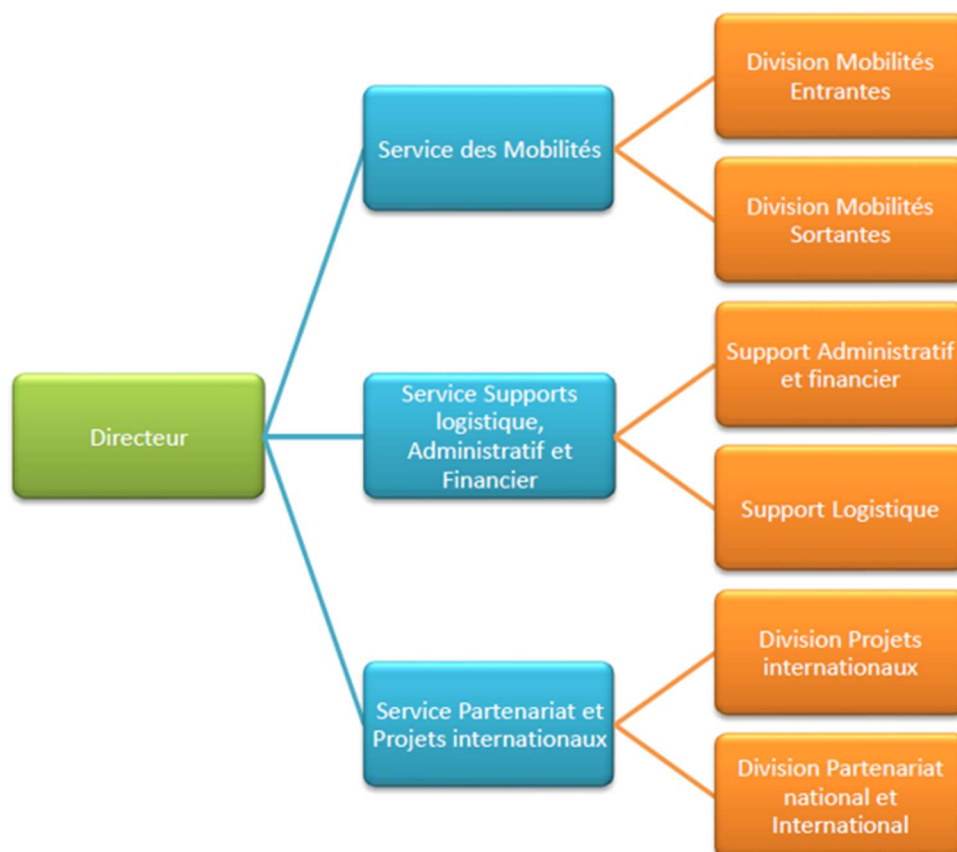 Directeur
Service des Mobilités
Division Mobilités
Entrantes
Division Mobilités
Sortantes
Service Supports
logistique,
Administratif et
Financier
Support Administratif
et financier
Support Logistique
Service Partenariat et
Projets internationaux
Division Projets
internationaux
Division Partenariat
national et
International